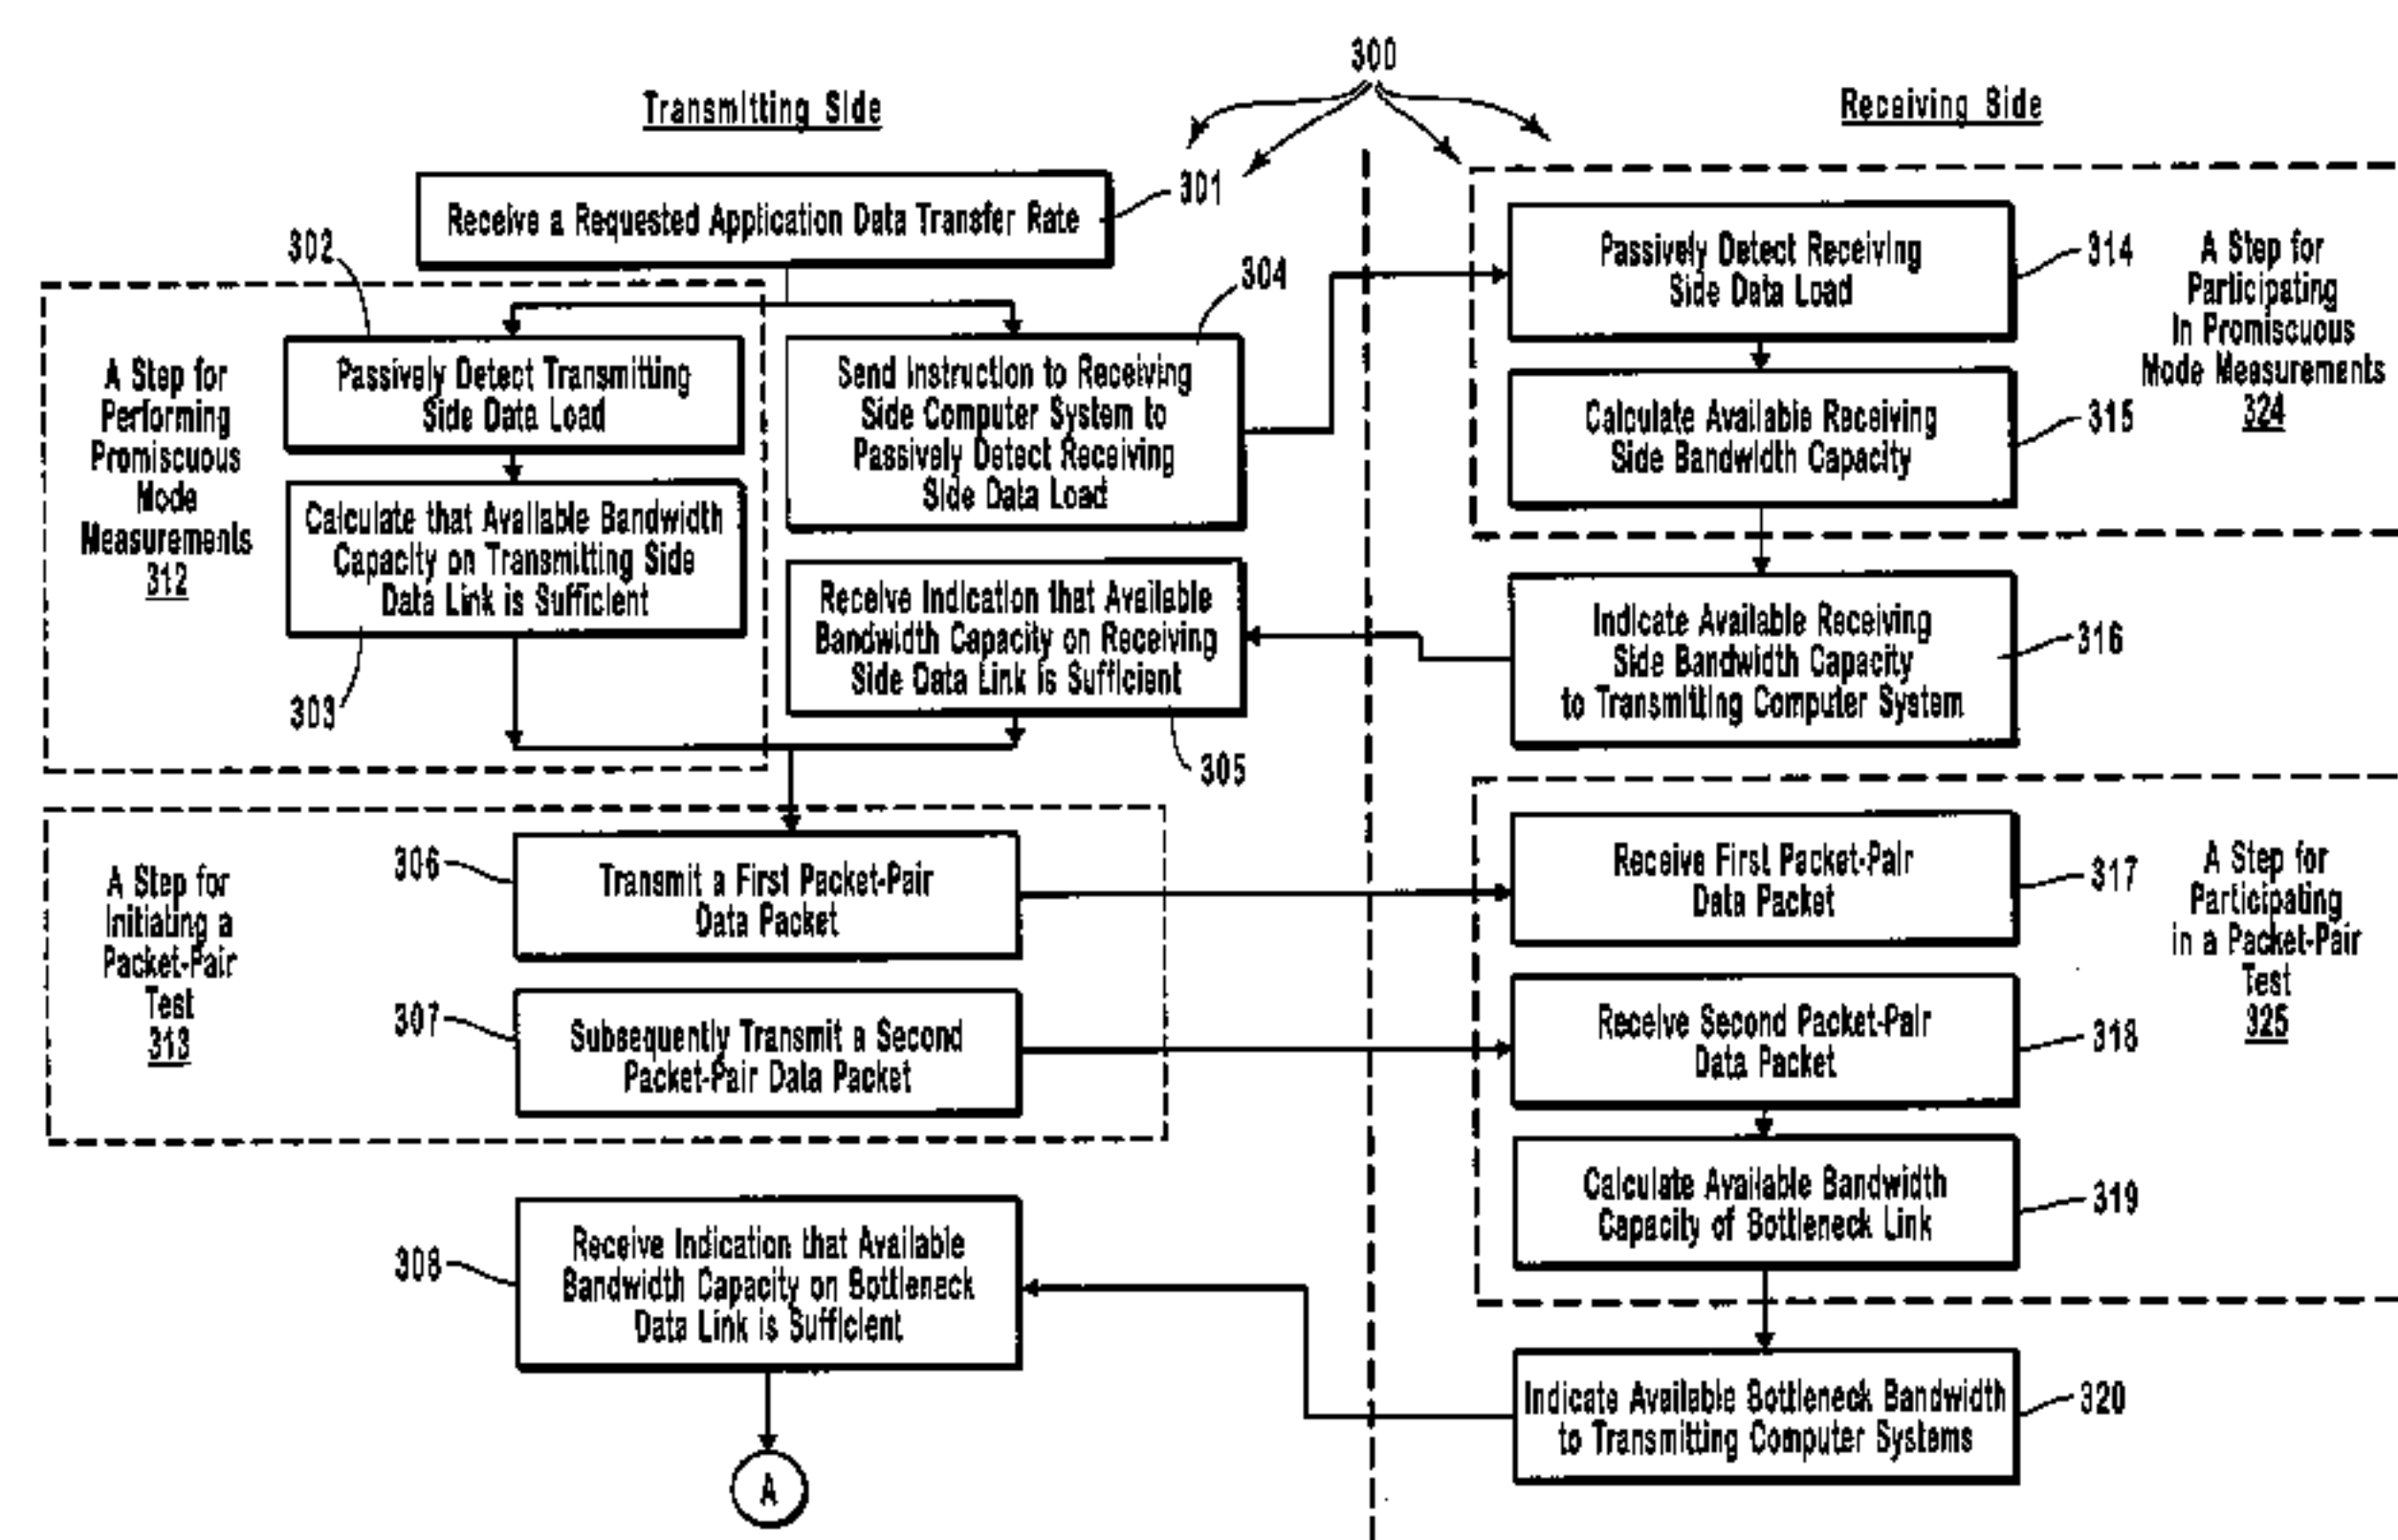 300
Transmitting Side
Receiving Side
301
Receive a Requested Application Data Transfer Rate
302
304
A Step for
Performing
Promiscuous
Mode
Measurements
312
Passively Detect Transmitting
Side Data Load
Calculate that Available Bandwidth
Capacity on Transmitting Side
Data Link is Sufficient
303
Send Instruction to Receiving
Side Computer System to
Passively Detect Receiving
Side Data Load
Receive Indication that Available
Bandwidth Capacity on Receiving
Side Data Link is Sufficient
305
Passively Detect Receiving
Side Data Load
314
A Step for
Participating
In Promiscuous
Mode Measurements
324
Calculate Available Receiving
Side Bandwidth Capacity
315
Indicate Available Receiving
Side Bandwidth Capacity
to Transmitting Computer System
316
A Step for
Initiating a
Packet-Pair
Test
313
306
Transmit a First Packet-Pair
Data Packet
307
Subsequently Transmit a Second
Packet-Pair Data Packet
Receive First Packet-Pair
Data Packet
317
A Step for
Participating
in a Packet-Pair
Test
325
Receive Second Packet-Pair
Data Packet
318
Calculate Available Bandwidth
Capacity of Bottleneck Link
319
308
Receive Indication that Available
Bandwidth Capacity on Bottleneck
Data Link is Sufficient
Indicate Available Bottleneck Bandwidth
to Transmitting Computer Systems
320
A